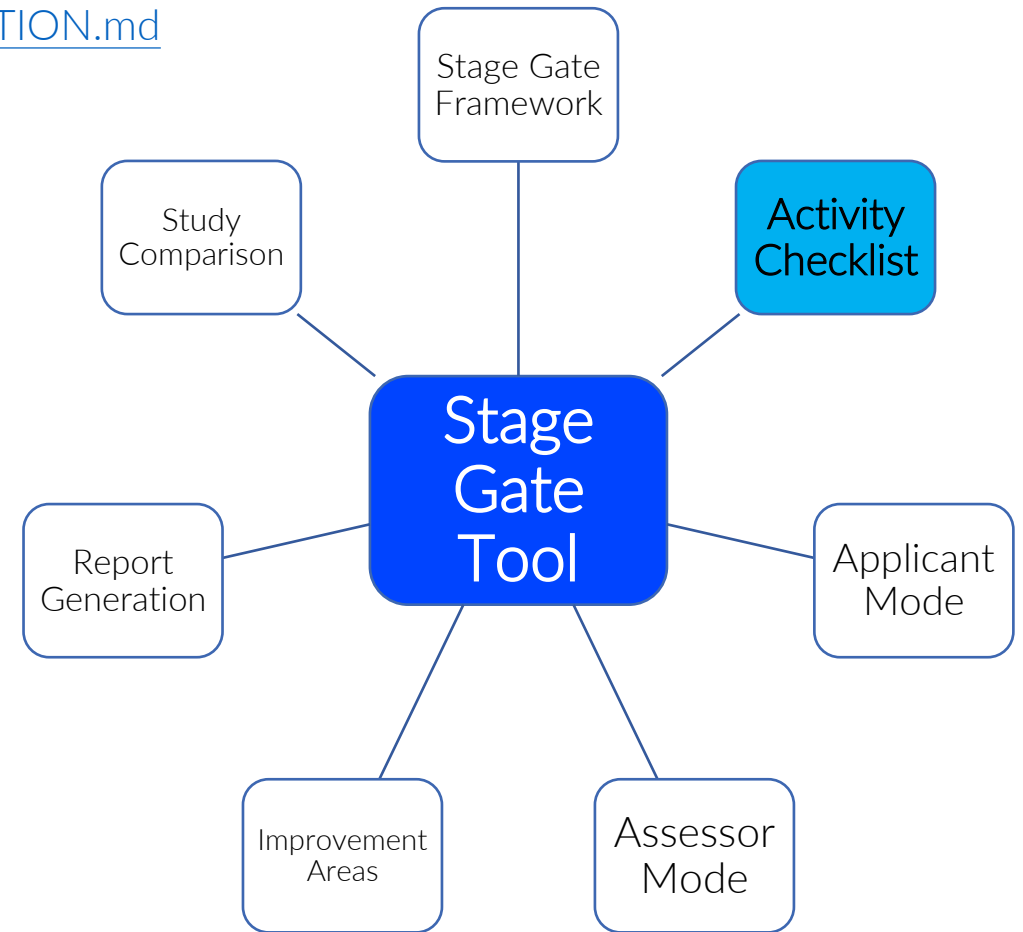 TION.md
Stage Gate
Framework
Study
Comparison
Activity
Checklist
Stage
Gate
Tool
Report
Generation
Applicant
Mode
Improvement
Areas
Assessor
Mode